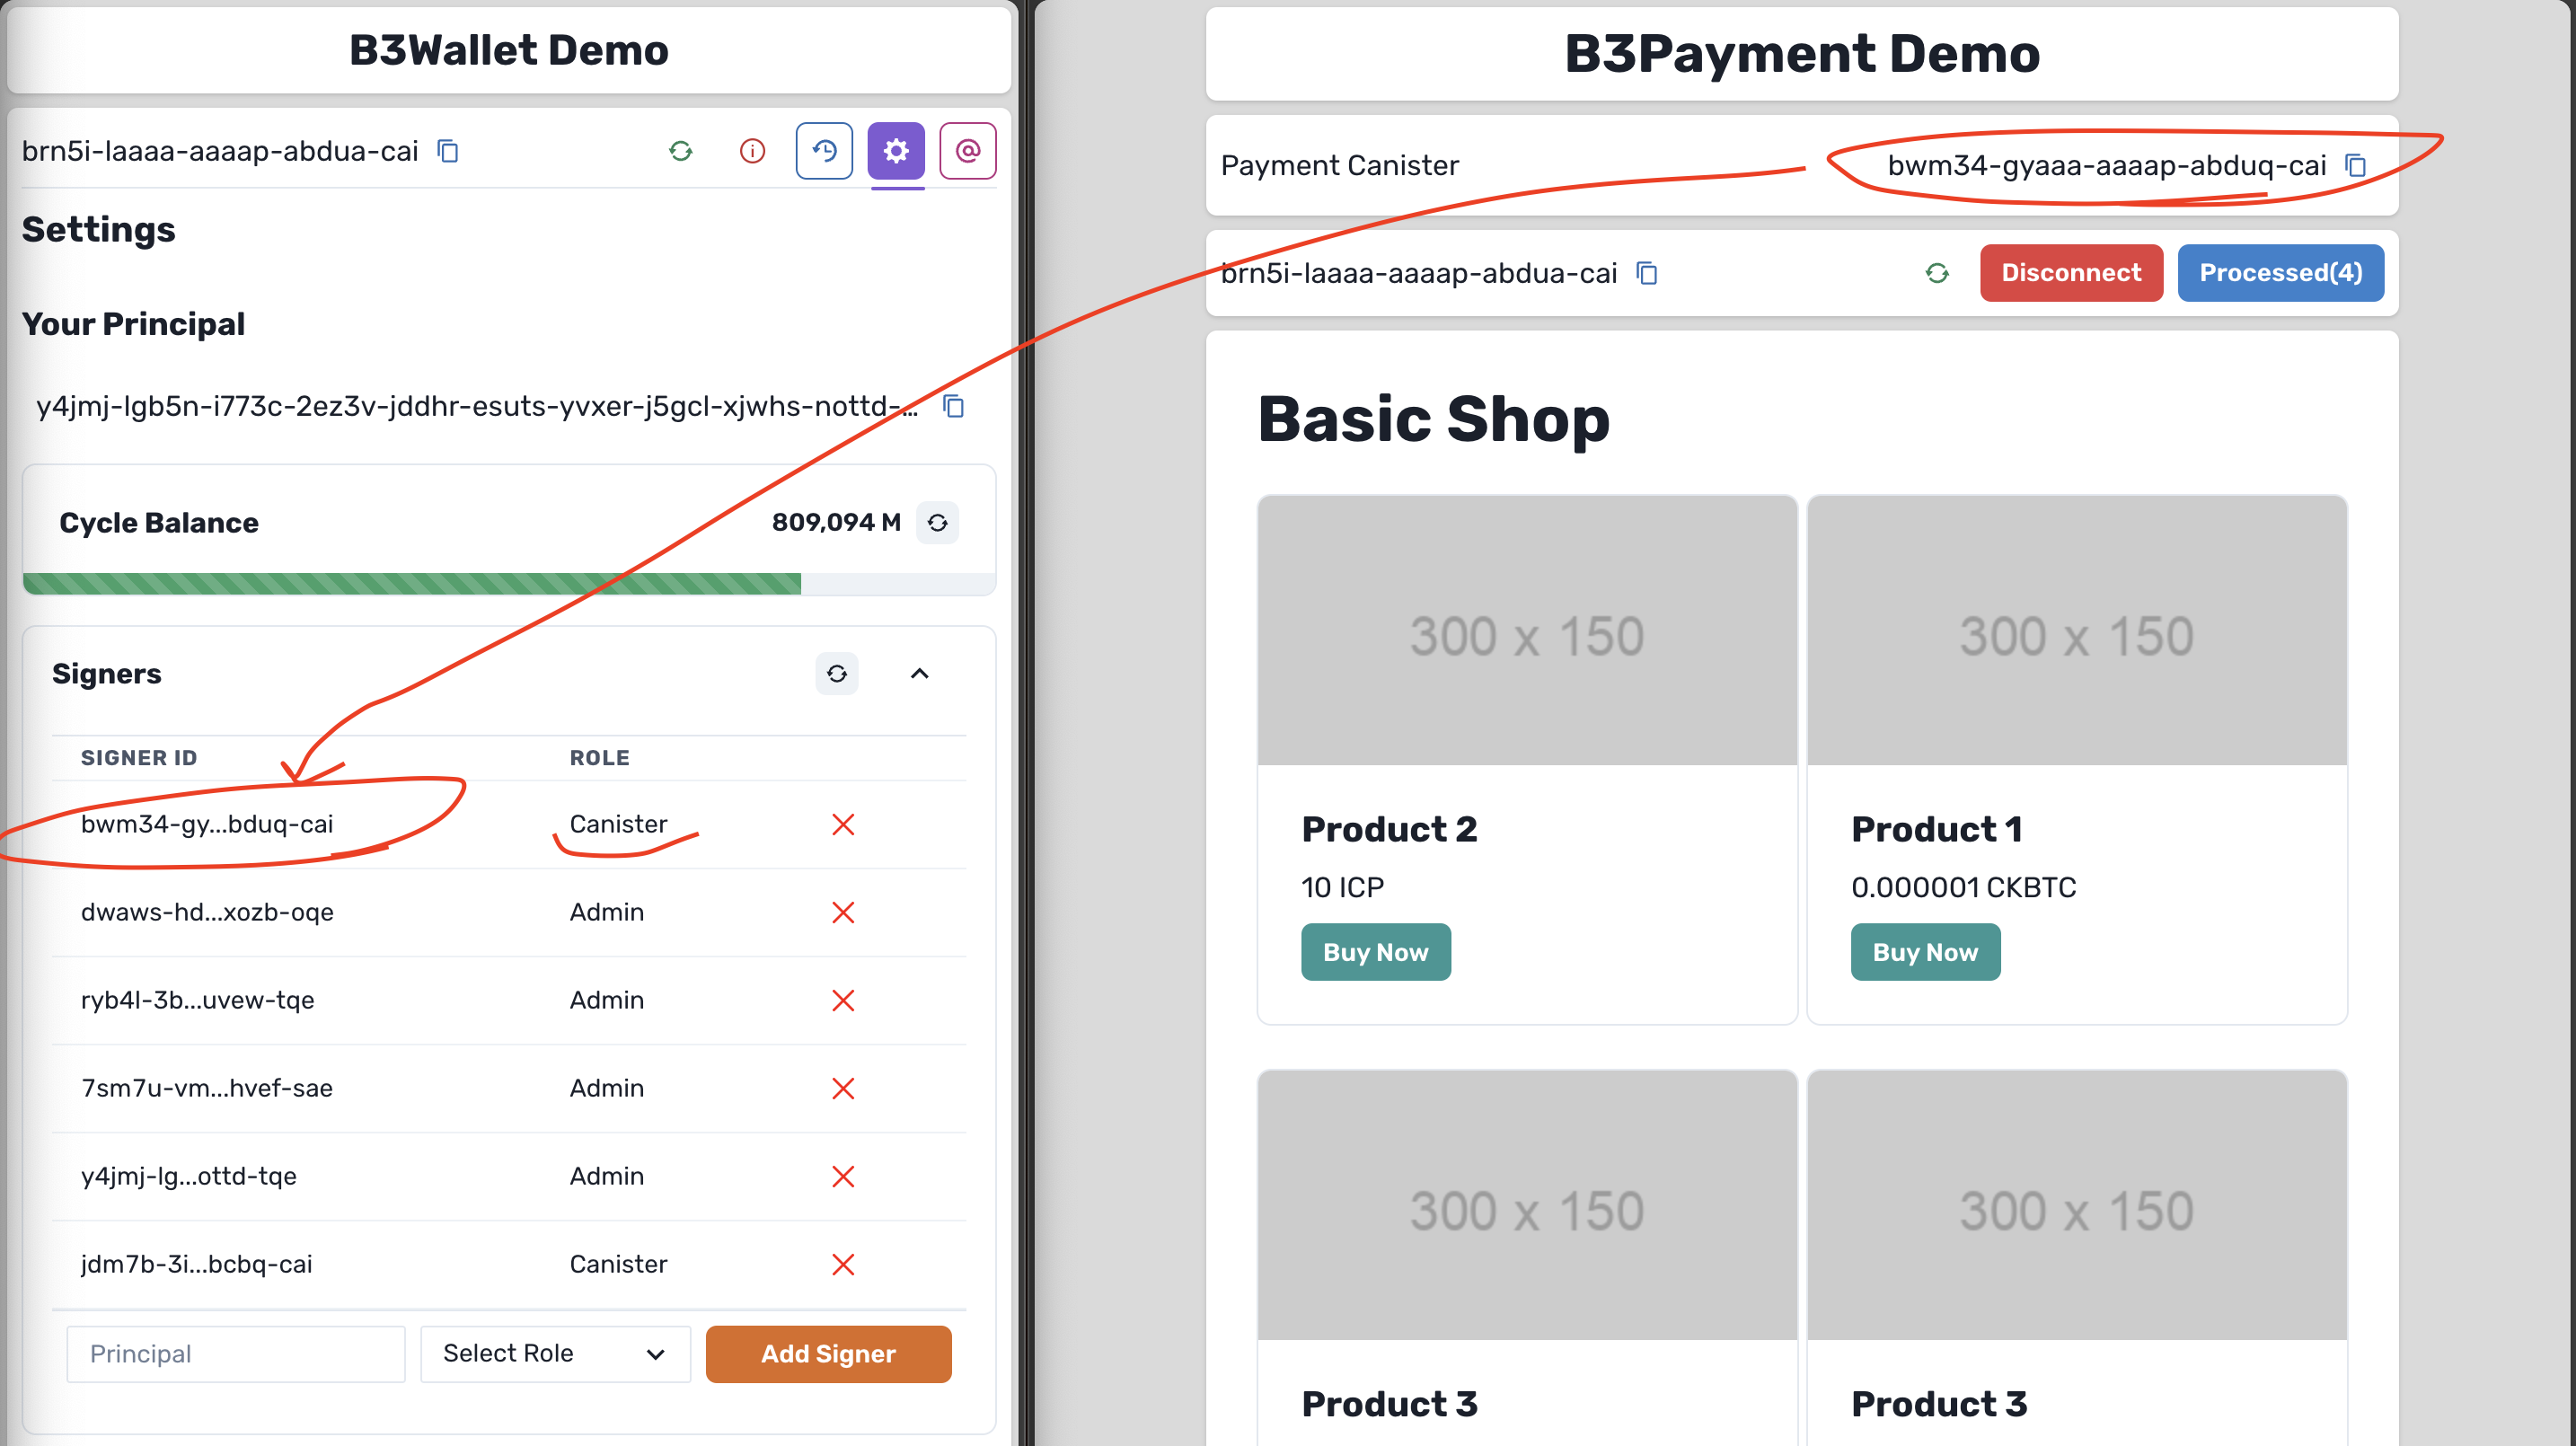 B3Wallet Demo
brn5i-laaaa-aaaap-abdua-cai
Settings
Your Principal
y4jmj-lgb5n-i773c-2ez3v-jddhr-esuts-yvxer-j5gcl-xjwhs-nottd-...
Cycle Balance 809,094 M
Signers
SIGNER ID ROLE
bwm34-gy...bduq-cai Canister
dwaws-hd...xozb-oqe Admin
ryb4l-3b...uvew-tqe Admin
7sm7u-vm...hvef-sae Admin
y4jmj-lg...ottd-tqe Admin
jdm7b-3i...bcbq-cai Canister
Principal Select Role Add Signer
B3Payment Demo
Payment Canister bwm34-gyaaa-aaaap-abduq-cai
brn5i-laaaa-aaaap-abdua-cai Disconnect Processed(4)
Basic Shop
300 x 150 300 x 150
Product 2 Product 1
10 ICP 0.000001 CKBTC
Buy Now Buy Now
300 x 150 300 x 150
Product 3 Product 3